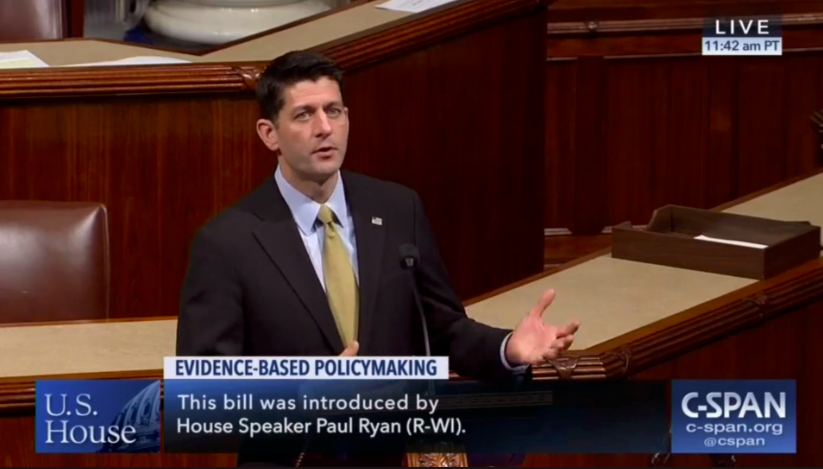 LIVE
11:42 am PT
EVIDENCE-BASED POLICYMAKING
U.S.
House
This bill was introduced by
House Speaker Paul Ryan (R-WI).
C-SPAN
c-span.org
@cspan